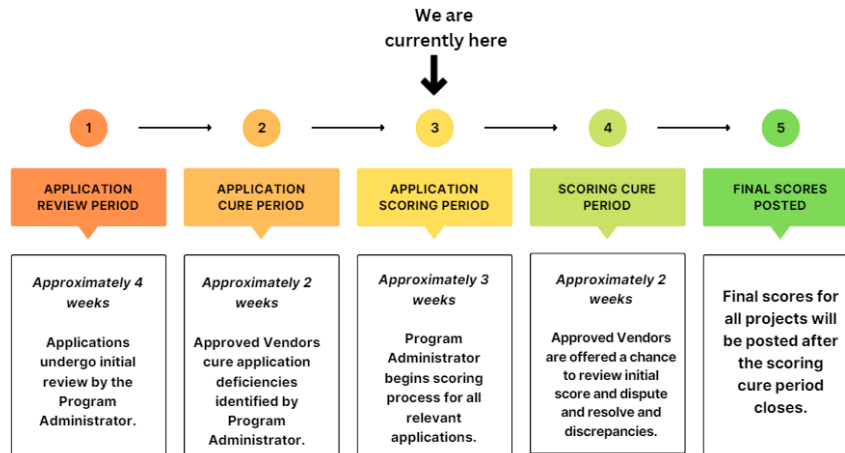 We are
currently here
1
2
3
4
5
APPLICATION
REVIEW PERIOD
APPLICATION
CURE PERIOD
APPLICATION
SCORING PERIOD
SCORING CURE
PERIOD
FINAL SCORES
POSTED
Approximately 4
weeks
Applications
undergo initial
review by the
Program
Administrator.
Approximately 2
weeks
Approved Vendors
cure application
deficiencies
identified by
Program
Administrator.
Approximately 3
weeks
Program
Administrator
begins scoring
process for all
relevant
applications.
Approximately 2
weeks
Approved Vendors
are offered a chance
to review initial
score and dispute
and resolve and
discrepancies.
Final scores for
all projects will
be posted after
the scoring
cure period
closes.